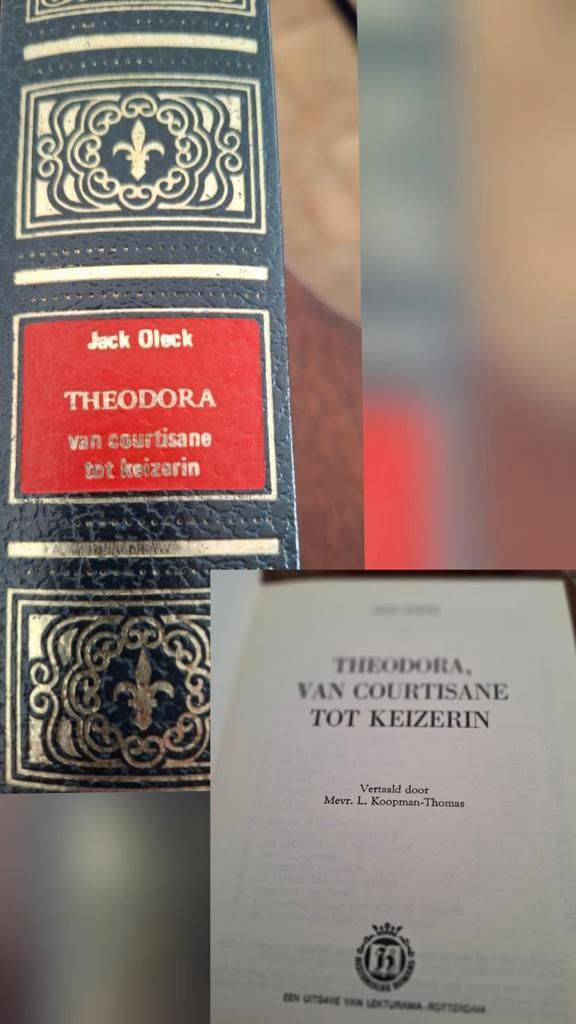 Jack Oleck
THEODORA
van courtisane
tot keizerin
THEODORA,
VAN COURTISANE
TOT KEIZERIN
Vertaald door
Mevr. L. Koopman-Thomas
EEN UITGAVE VAN LEKTURAMA-ROTTERDAM